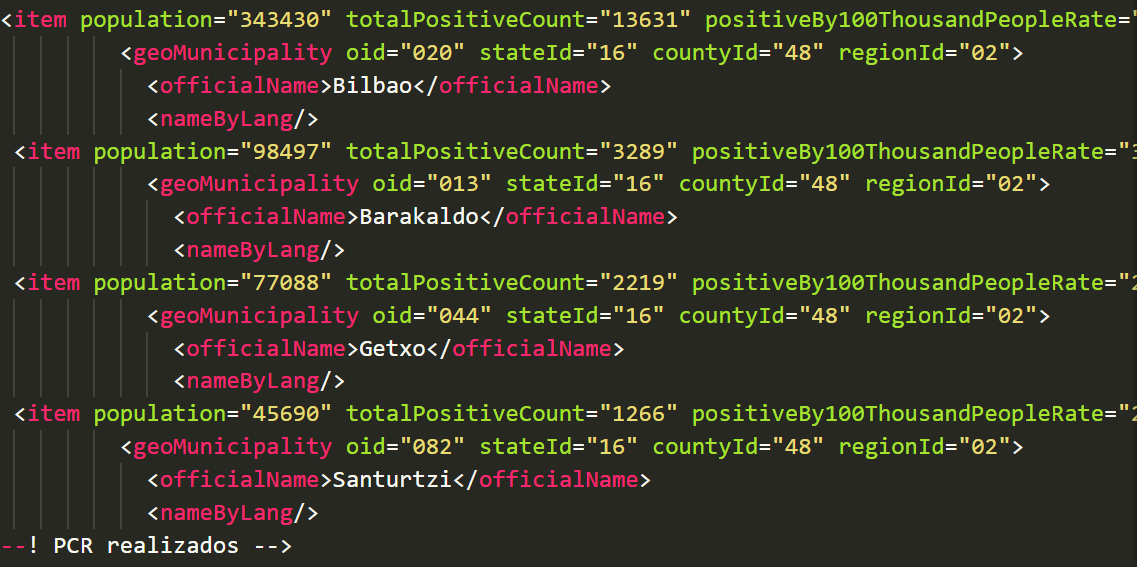 <item population="343430" totalPositiveCount="13631" positiveBy100ThousandPeopleRate="
<geoMunicipality oid="020" stateId="16" countyId="48" regionId="02">
<officialName>Bilbao</officialName>
<nameByLang/>
<item population="98497" totalPositiveCount="3289" positiveBy100ThousandPeopleRate="3
<geoMunicipality oid="013" stateId="16" countyId="48" regionId="02">
<officialName>Barakaldo</officialName>
<nameByLang/>
<item population="77088" totalPositiveCount="2219" positiveBy100ThousandPeopleRate="2
<geoMunicipality oid="044" stateId="16" countyId="48" regionId="02">
<officialName>Getxo</officialName>
<nameByLang/>
<item population="45690" totalPositiveCount="1266" positiveBy100ThousandPeopleRate="2
<geoMunicipality oid="082" stateId="16" countyId="48" regionId="02">
<officialName>Santurtzi</officialName>
<nameByLang/>
--! PCR realizados -->